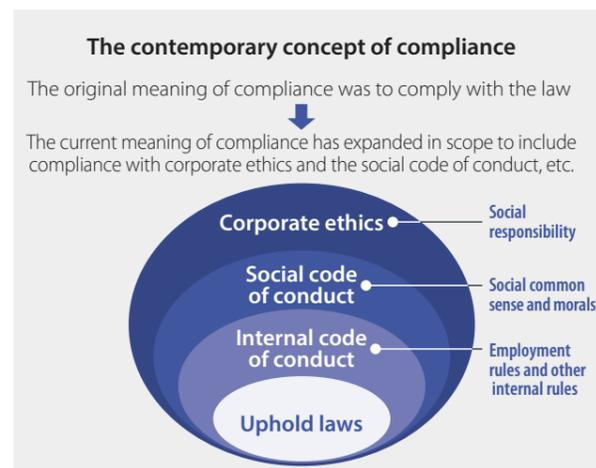 The contemporary concept of compliance
The original meaning of compliance was to comply with the law
The current meaning of compliance has expanded in scope to include
compliance with corporate ethics and the social code of conduct, etc.
Corporate ethics
Social
responsibility
Social code
of conduct
Social common
sense and morals
Internal code
of conduct
Employment
rules and other
internal rules
Uphold laws